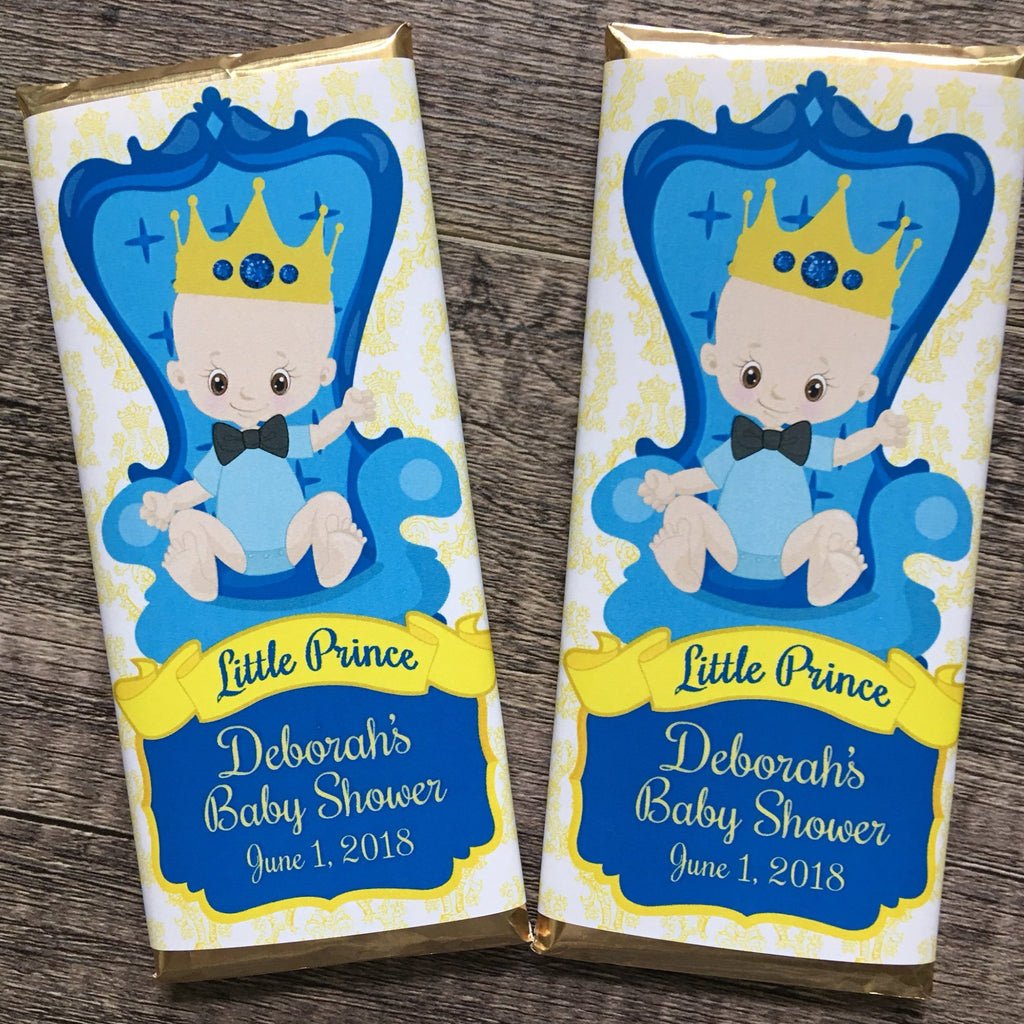 Little Prince
Deborah's
Baby Shower
June 1, 2018
Little Prince
Deborah's
Baby Shower
June 1, 2018